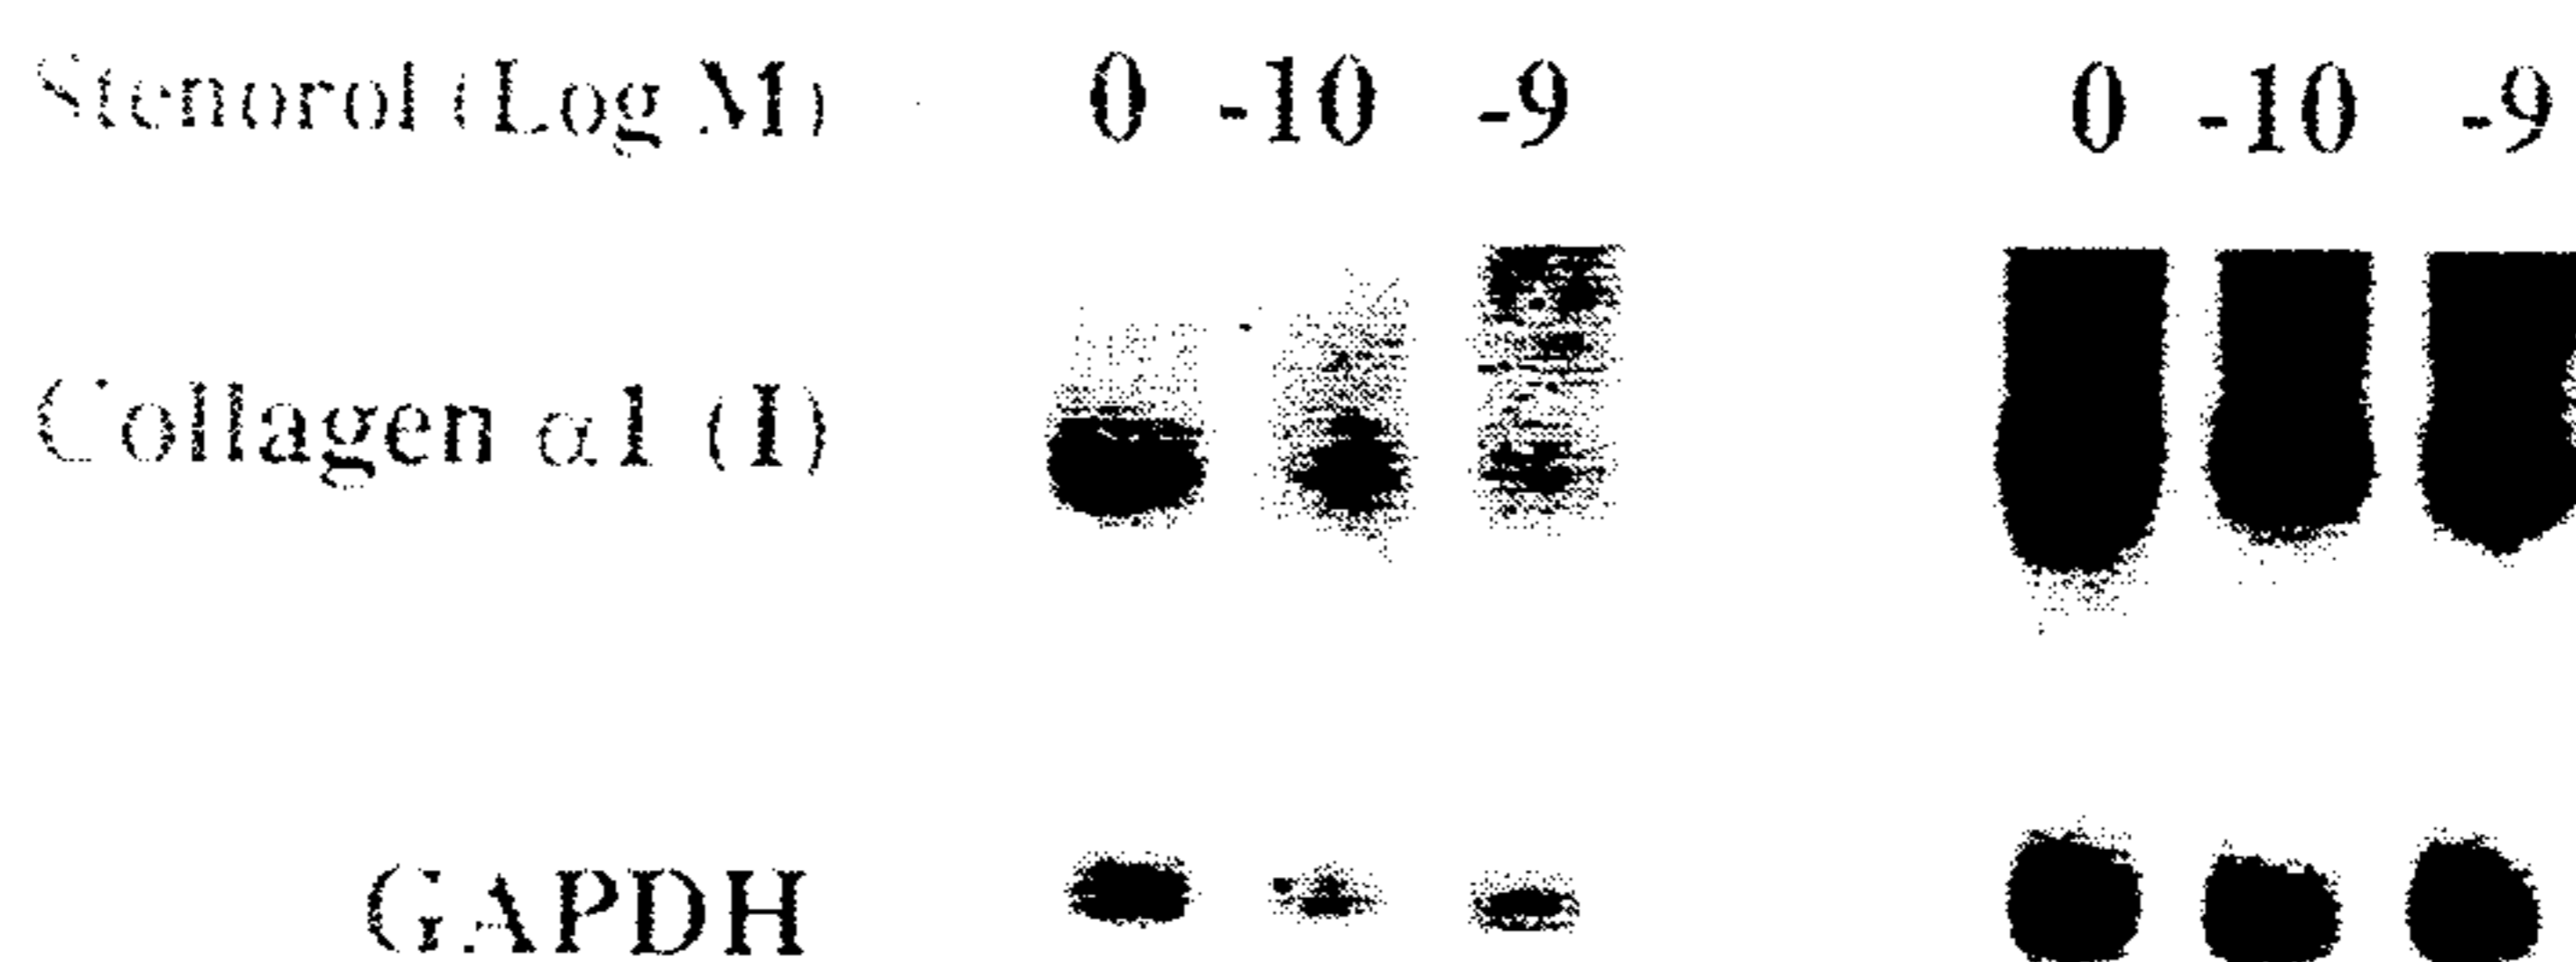 Stenorol (Log M) 0 -10 -9 0 -10 -9
Collagen α1 (I)
GAPDH